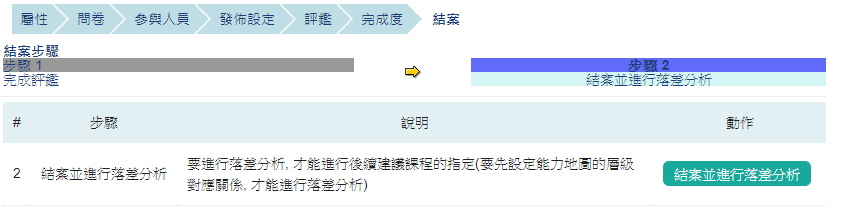 屬性 問卷 參與人員 發佈設定 評鑑 完成度 結案
結案步驟
步驟 1 步驟 2
完成評鑑 結案並進行落差分析
# 步驟 說明 動作
2 結案並進行落差分析 要進行落差分析, 才能進行後續建議課程的指定(要先設定能力地圖的層級 結案並進行落差分析
對應關係, 才能進行落差分析)